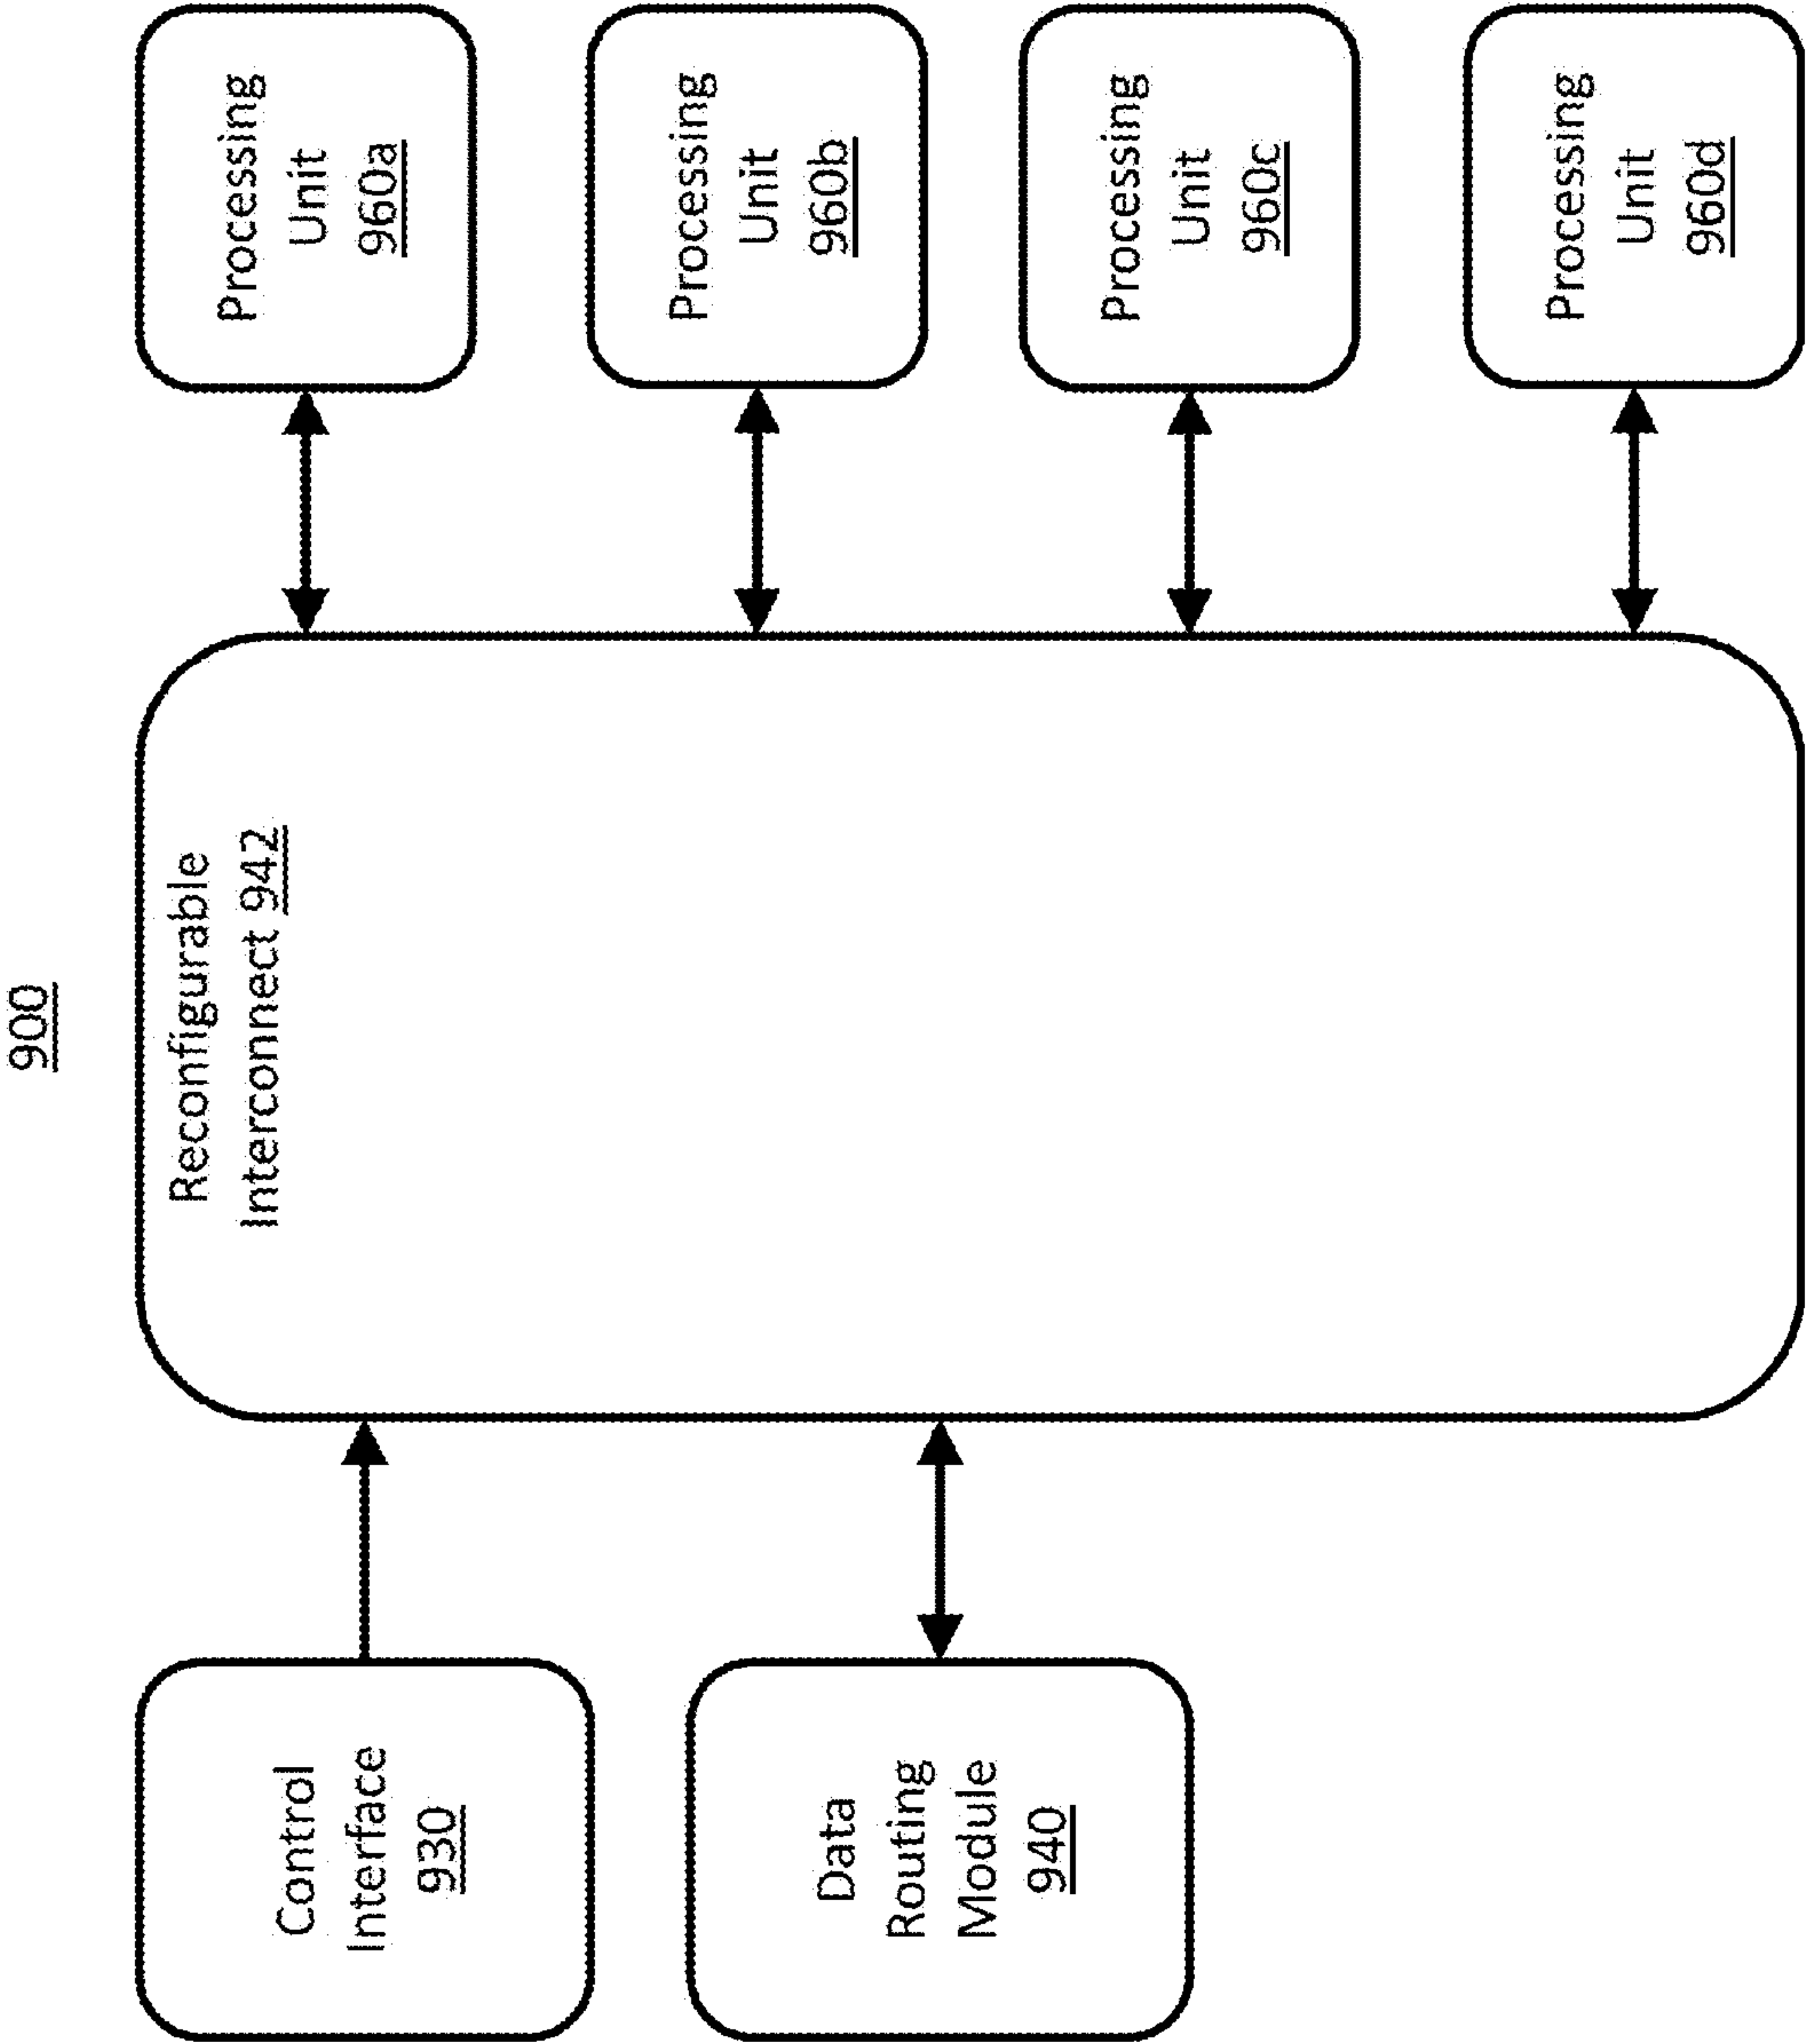 900
Control
Interface
930
Data
Routing
Module
940
Reconfigurable
Interconnect 942
Processing
Unit
960a
Processing
Unit
960b
Processing
Unit
960c
Processing
Unit
960d